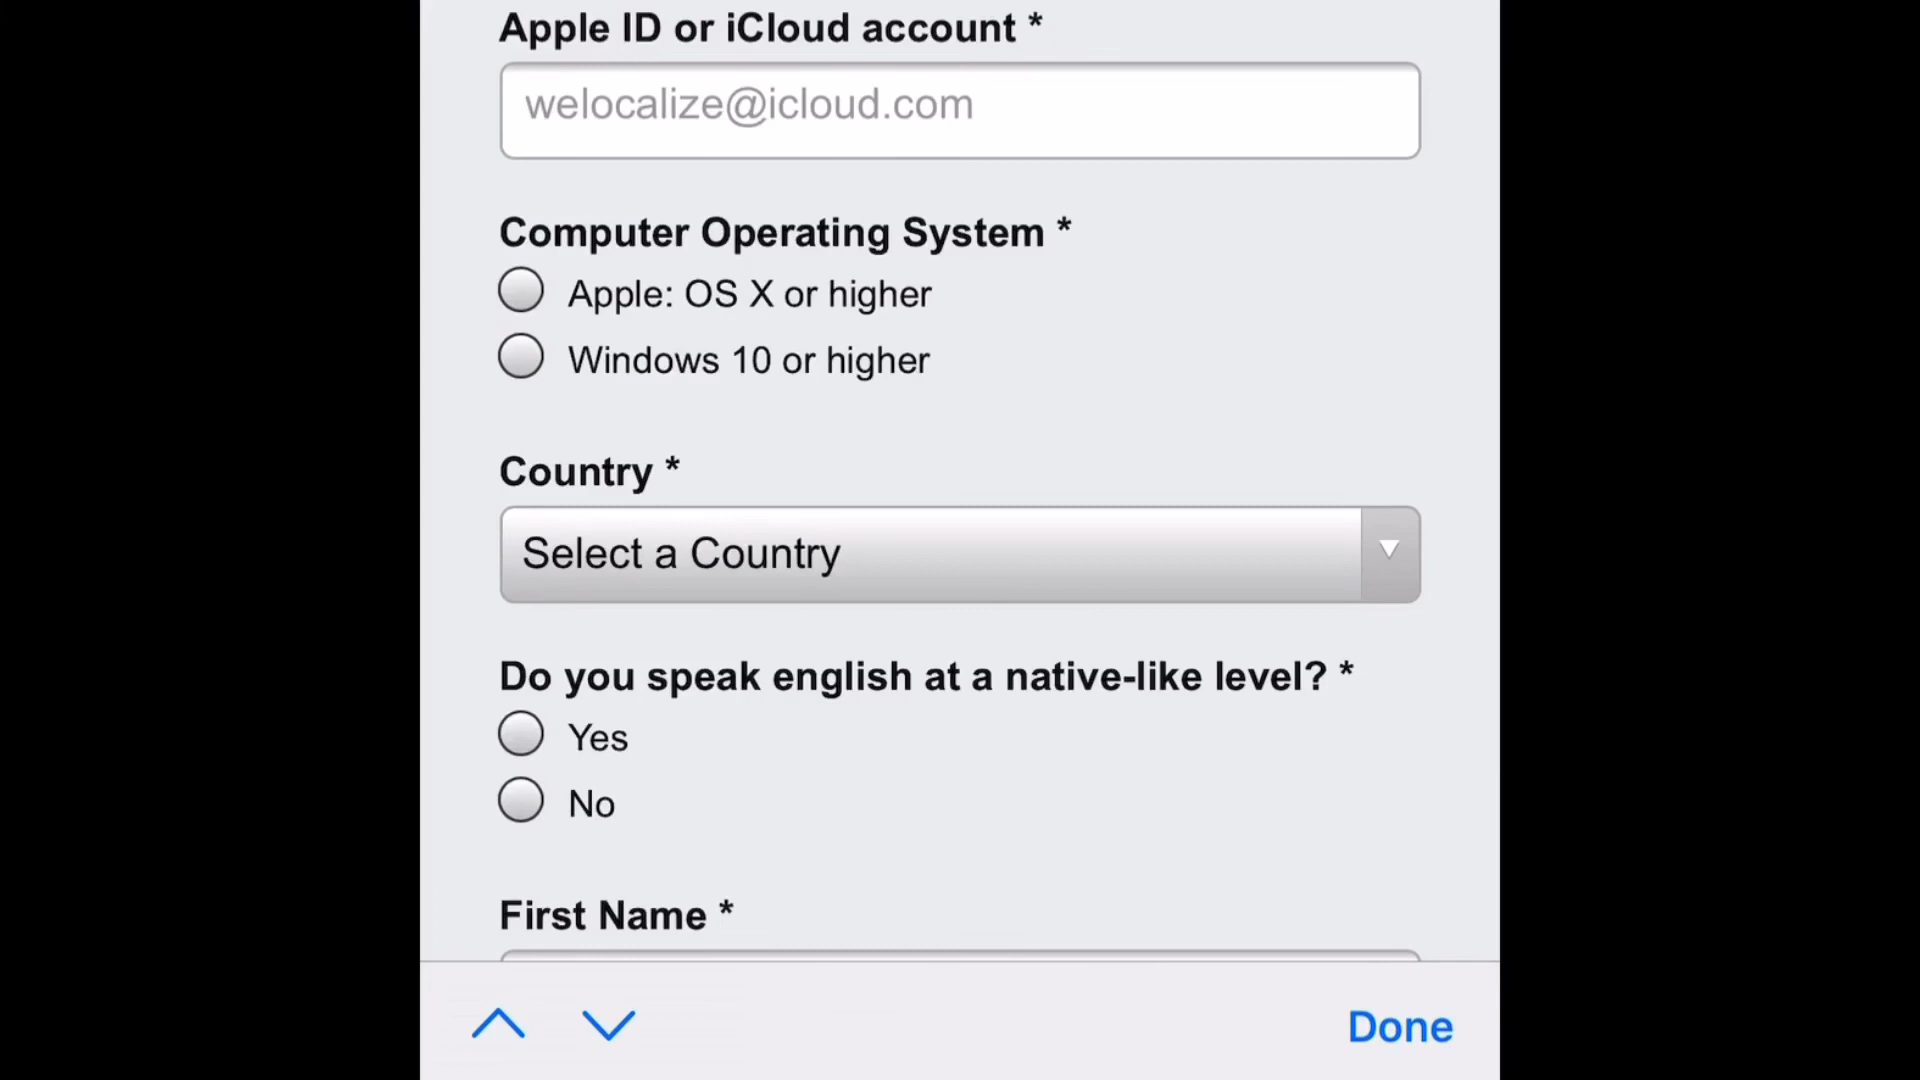 Apple ID or iCloud account *
welocalize@icloud.com
Computer Operating System *
Apple: OS X or higher
Windows 10 or higher
Country *
Select a Country
Do you speak english at a native-like level? *
Yes
No
First Name *
Done